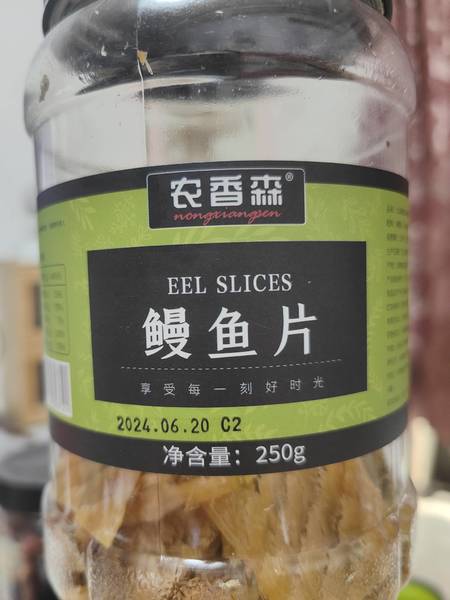 农香森®
nongxiangsen
EEL SLICES
鳗鱼片
享受每一刻好时光
2024.06.20 C2
净含量：250g